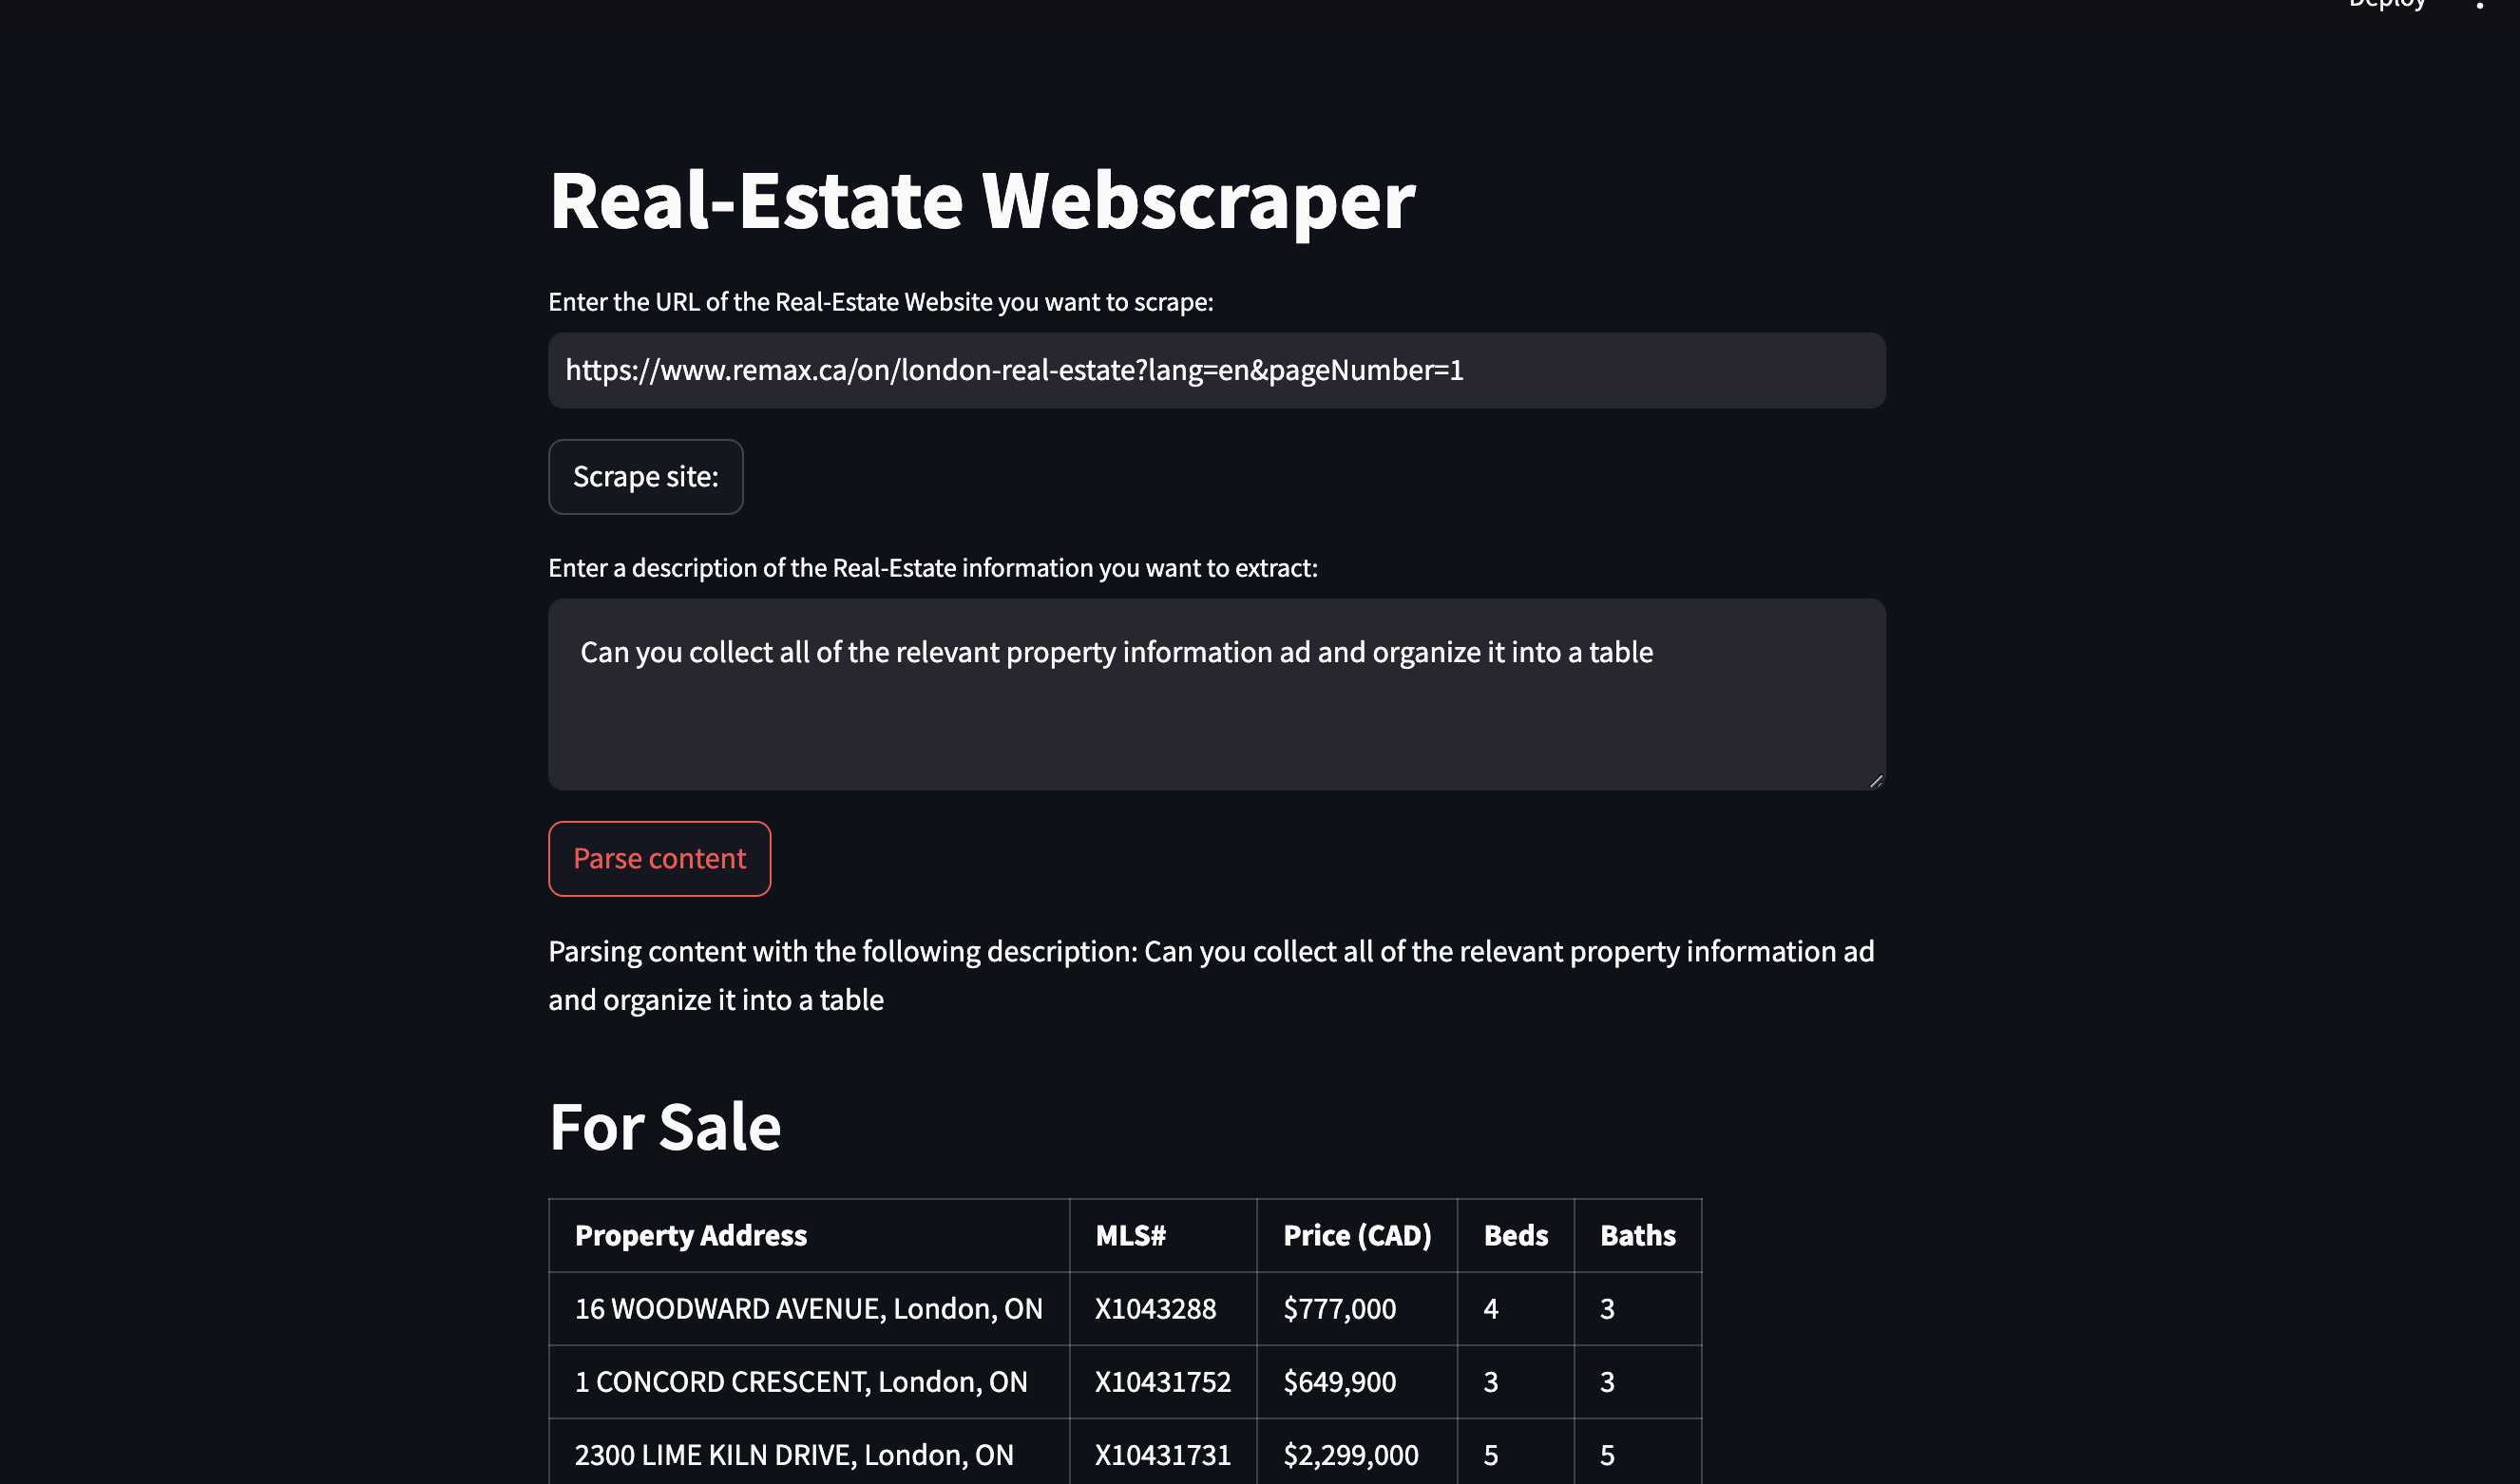 Deploy
Real-Estate Webscraper
Enter the URL of the Real-Estate Website you want to scrape:
https://www.remax.ca/on/london-real-estate?lang=en&pageNumber=1
Scrape site:
Enter a description of the Real-Estate information you want to extract:
Can you collect all of the relevant property information ad and organize it into a table
Parse content
Parsing content with the following description: Can you collect all of the relevant property information ad
and organize it into a table
For Sale
Property Address MLS# Price (CAD) Beds Baths
16 WOODWARD AVENUE, London, ON X1043288 $777,000 4 3
1 CONCORD CRESCENT, London, ON X10431752 $649,900 3 3
2300 LIME KILN DRIVE, London, ON X10431731 $2,299,000 5 5